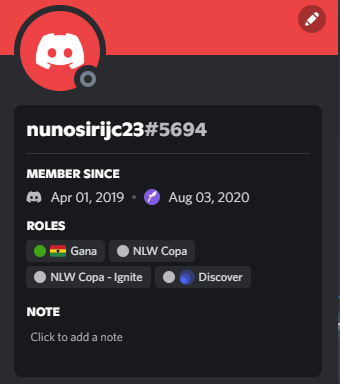 nunosirijc23#5694
MEMBER SINCE
Apr 01, 2019 • Aug 03, 2020
ROLES
Gana NLW Copa
NLW Copa - Ignite Discover
NOTE
Click to add a note